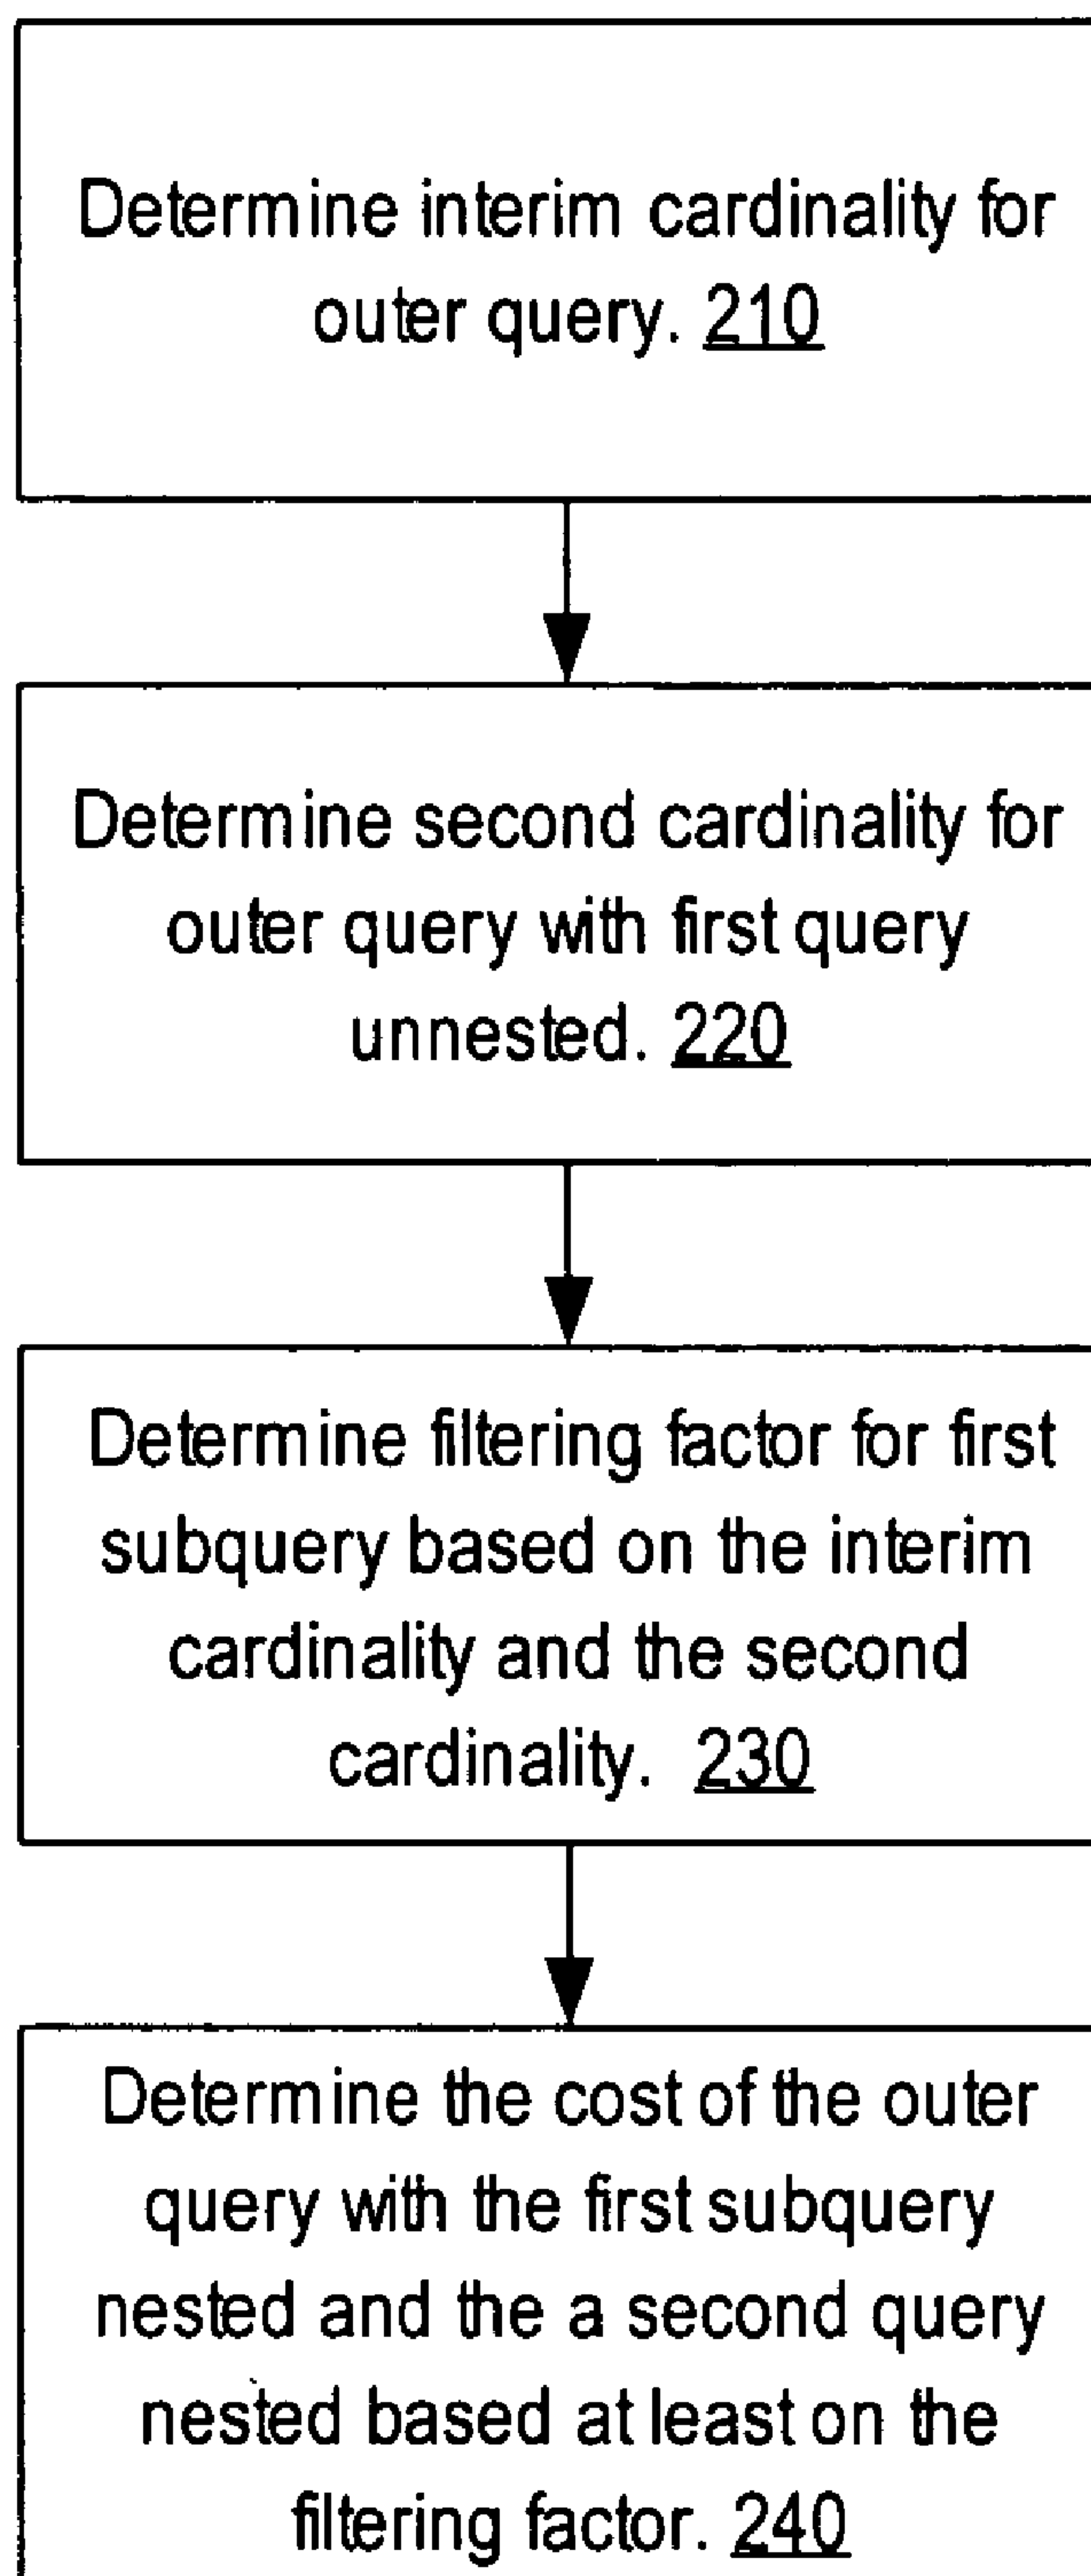 Determine interim cardinality for
outer query. 210
Determine second cardinality for
outer query with first query
unnested. 220
Determine filtering factor for first
subquery based on the interim
cardinality and the second
cardinality. 230
Determine the cost of the outer
query with the first subquery
nested and the a second query
nested based at least on the
filtering factor. 240